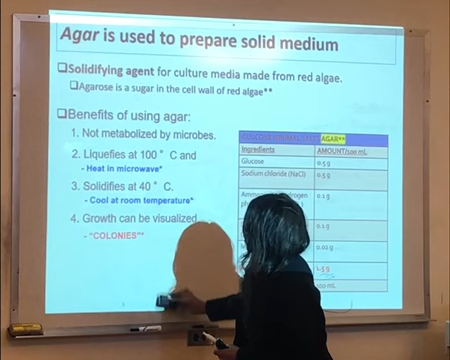 Agar is used to prepare solid medium
❑Solidifying agent for culture media made from red algae.
❑Agarose is a sugar in the cell wall of red algae**
❑Benefits of using agar:
1. Not metabolized by microbes.
2. Liquefies at 100 ° C and
- Heat in microwave*
3. Solidifies at 40 ° C.
- Cool at room temperature*
4. Growth can be visualized
- "COLONIES"*
AGAR**
Ingredients AMOUNT/100 mL
Glucose 0.5 g
Sodium chloride (NaCl) 0.5 g
0.1 g
0.1 g
0.02 g
1.5 g
100 mL